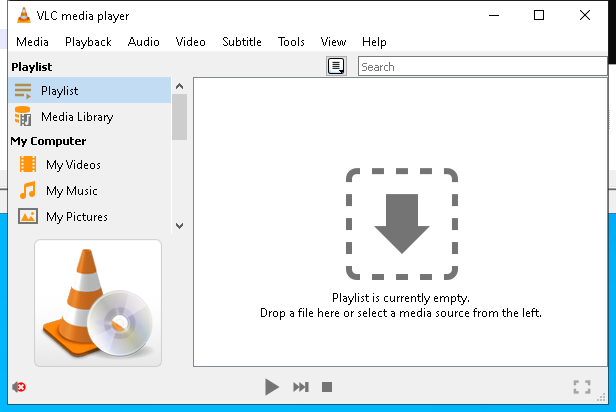 VLC media player
Media Playback Audio Video Subtitle Tools View Help
Playlist
Search
Playlist
Media Library
My Computer
My Videos
My Music
My Pictures
Playlist is currently empty.
Drop a file here or select a media source from the left.